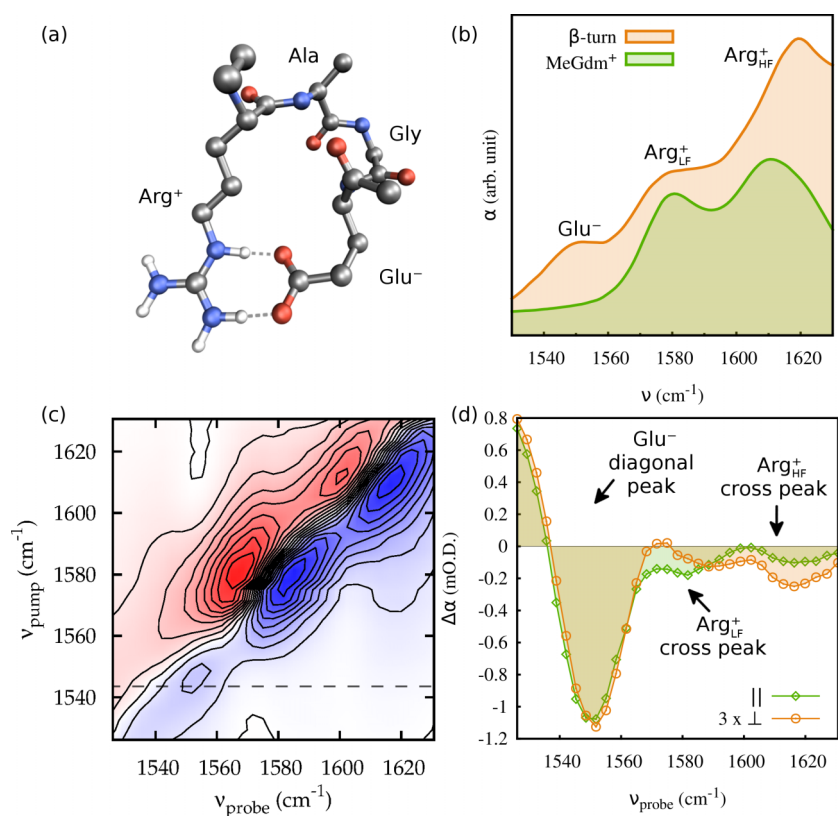 (a)
Ala
Gly
Arg⁺
Glu⁻
(b)
β-turn
MeGdm⁺
Arg⁺HF
Arg⁺LF
Glu⁻
α (arb. unit)
1540 1560 1580 1600 1620
ν (cm⁻¹)
(c)
1620
1600
1580
1560
1540
νpump (cm⁻¹)
1540 1560 1580 1600 1620
νprobe (cm⁻¹)
(d)
0.8
0.6
0.4
0.2
0
-0.2
-0.4
-0.6
-0.8
-1
-1.2
Δα (mO.D.)
Glu⁻
diagonal
peak
Arg⁺HF
cross peak
Arg⁺LF
cross peak
||
3 x ⊥
1540 1560 1580 1600 1620
νprobe (cm⁻¹)